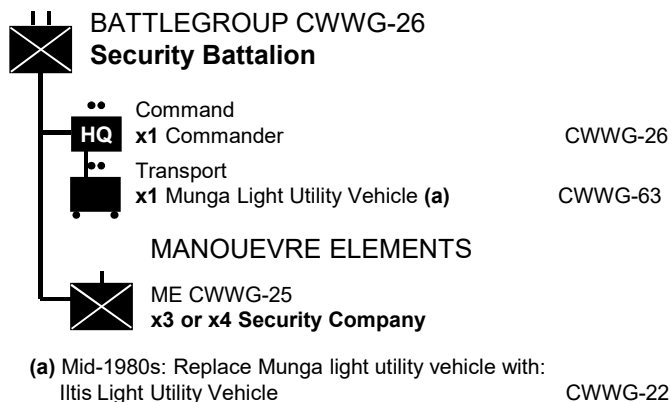 BATTLEGROUP CWWG-26
Security Battalion
Command
HQ x1 Commander CWWG-26
Transport
x1 Munga Light Utility Vehicle (a) CWWG-63
MANOUEVRE ELEMENTS
ME CWWG-25
x3 or x4 Security Company
(a) Mid-1980s: Replace Munga light utility vehicle with:
Iltis Light Utility Vehicle CWWG-22